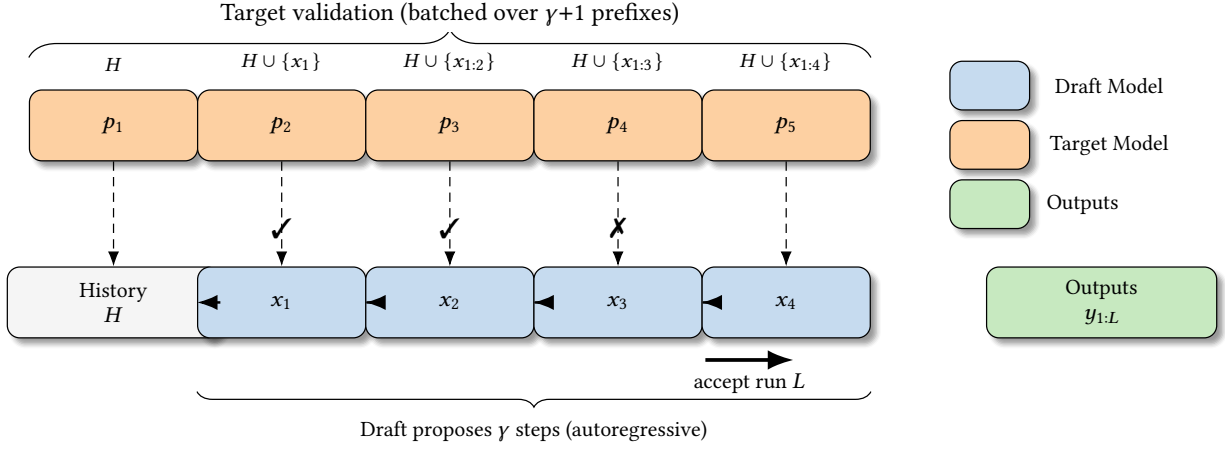 Target validation (batched over γ+1 prefixes)
H
H ∪ {x₁}
H ∪ {x₁:₂}
H ∪ {x₁:₃}
H ∪ {x₁:₄}
p₁
p₂
p₃
p₄
p₅
Draft Model
Target Model
Outputs
✓
✓
✗
History
H
x₁
x₂
x₃
x₄
Outputs
y₁:L
accept run L
Draft proposes γ steps (autoregressive)